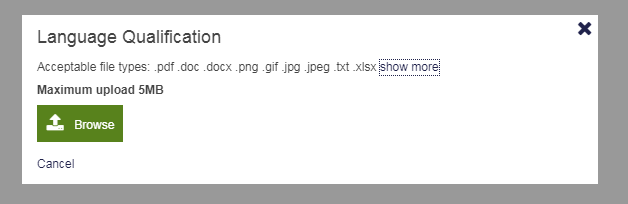 Language Qualification
Acceptable file types: .pdf .doc .docx .png .gif .jpg .jpeg .txt .xlsx show more
Maximum upload 5MB
Browse
Cancel